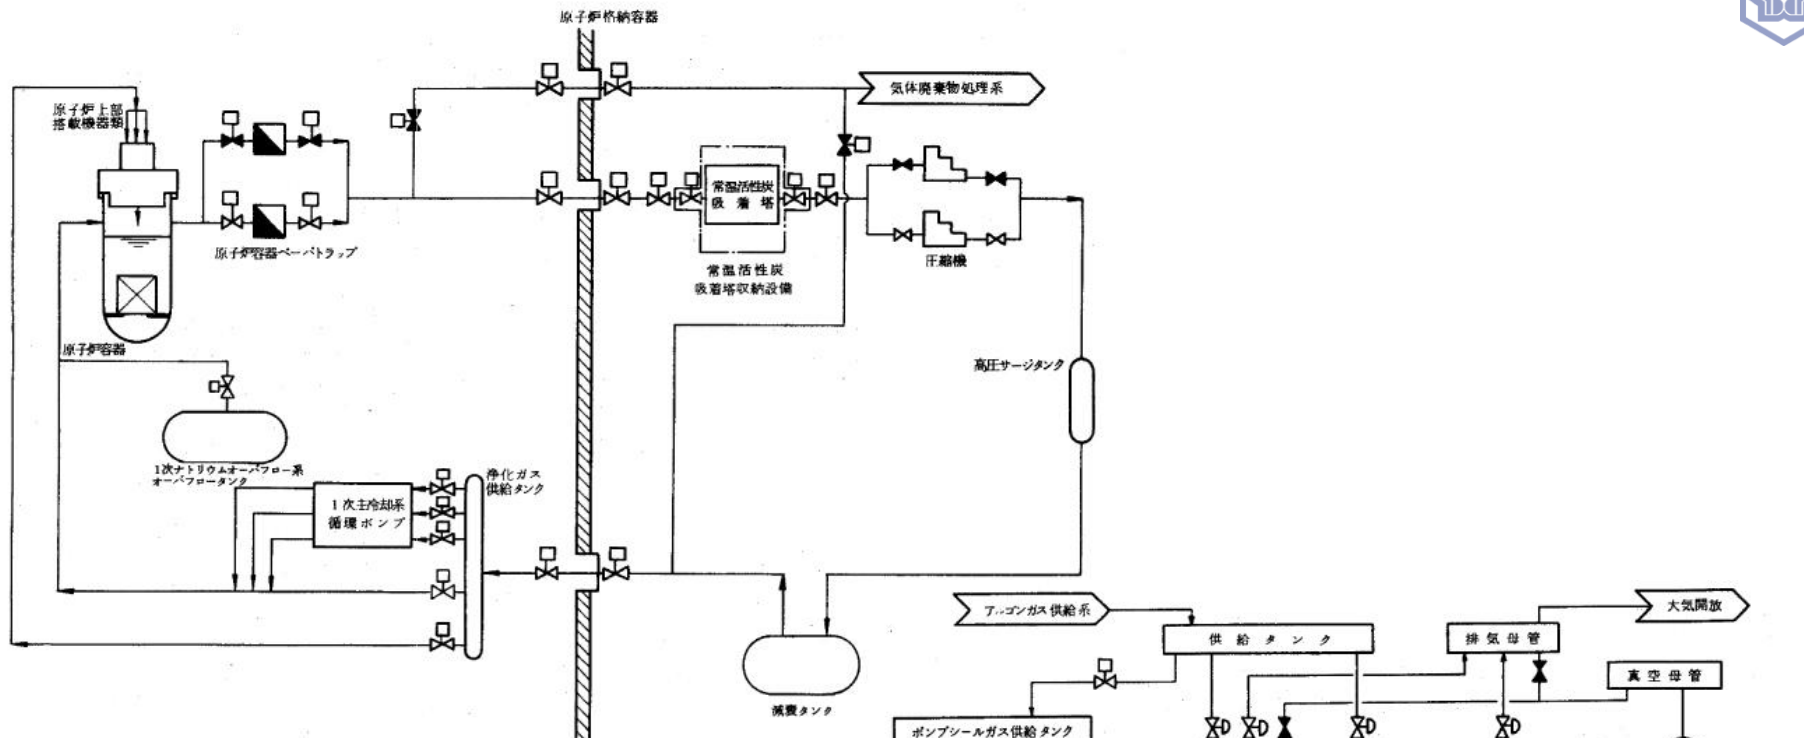 原子炉格納容器
気体廃棄物処理系
原子炉上部
搭載機器類
常温活性炭
吸着塔
原子炉容器ベーパトラップ
圧縮機
常温活性炭
吸着塔収納設備
原子炉容器
高圧サージタンク
1次ナトリウムオーバフロー系
オーバフロータンク
浄化ガス
供給タンク
1次主冷却系
循環ポンプ
アルゴンガス供給系
大気開放
供給タンク
排気母管
真空母管
減衰タンク
ポンプシールガス供給タンク